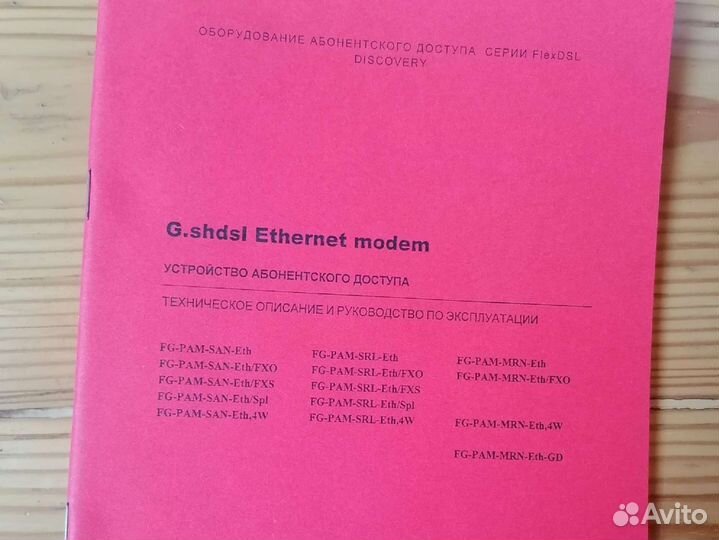 ОБОРУДОВАНИЕ АБОНЕНТСКОГО ДОСТУПА СЕРИИ FlexDSL
DISCOVERY
G.shdsl Ethernet modem
УСТРОЙСТВО АБОНЕНТСКОГО ДОСТУПА
ТЕХНИЧЕСКОЕ ОПИСАНИЕ И РУКОВОДСТВО ПО ЭКСПЛУАТАЦИИ
FG-PAM-SAN-Eth FG-PAM-SRL-Eth FG-PAM-MRN-Eth
FG-PAM-SAN-Eth/FXO FG-PAM-SRL-Eth/FXO FG-PAM-MRN-Eth/FXO
FG-PAM-SAN-Eth/FXS FG-PAM-SRL-Eth/FXS
FG-PAM-SAN-Eth/Spl FG-PAM-SRL-Eth/Spl
FG-PAM-SAN-Eth,4W FG-PAM-SRL-Eth,4W FG-PAM-MRN-Eth,4W
FG-PAM-MRN-Eth-GD
Avito